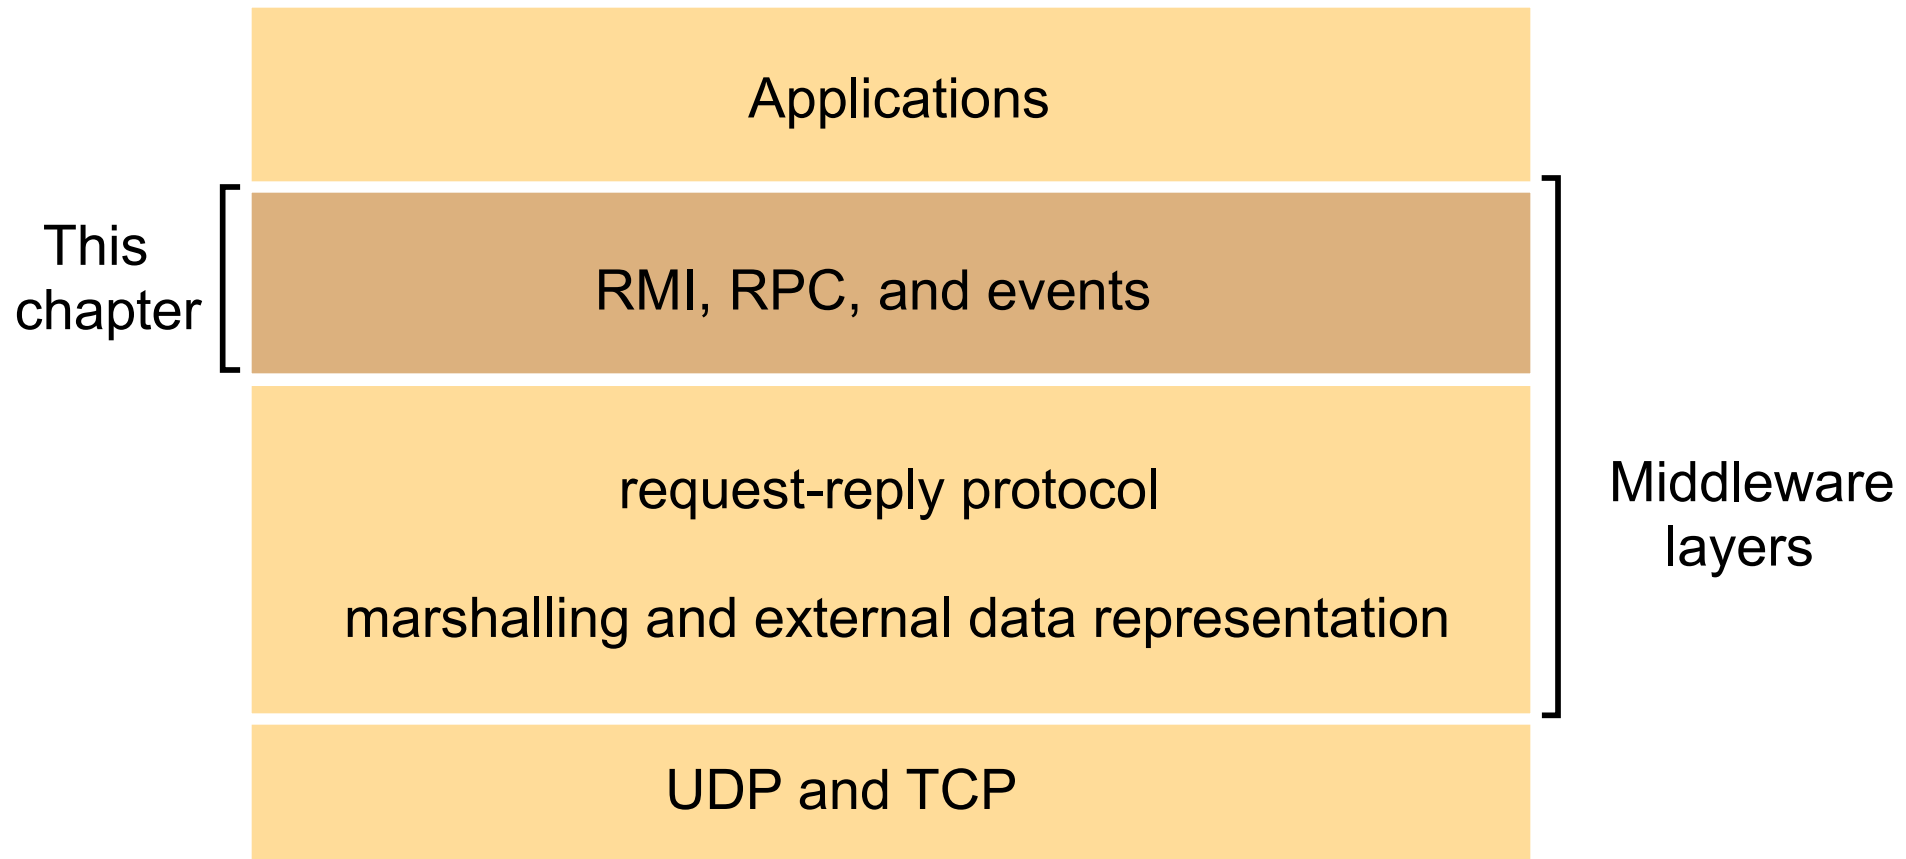 Applications
This
chapter
RMI, RPC, and events
request-reply protocol
marshalling and external data representation
Middleware
layers
UDP and TCP